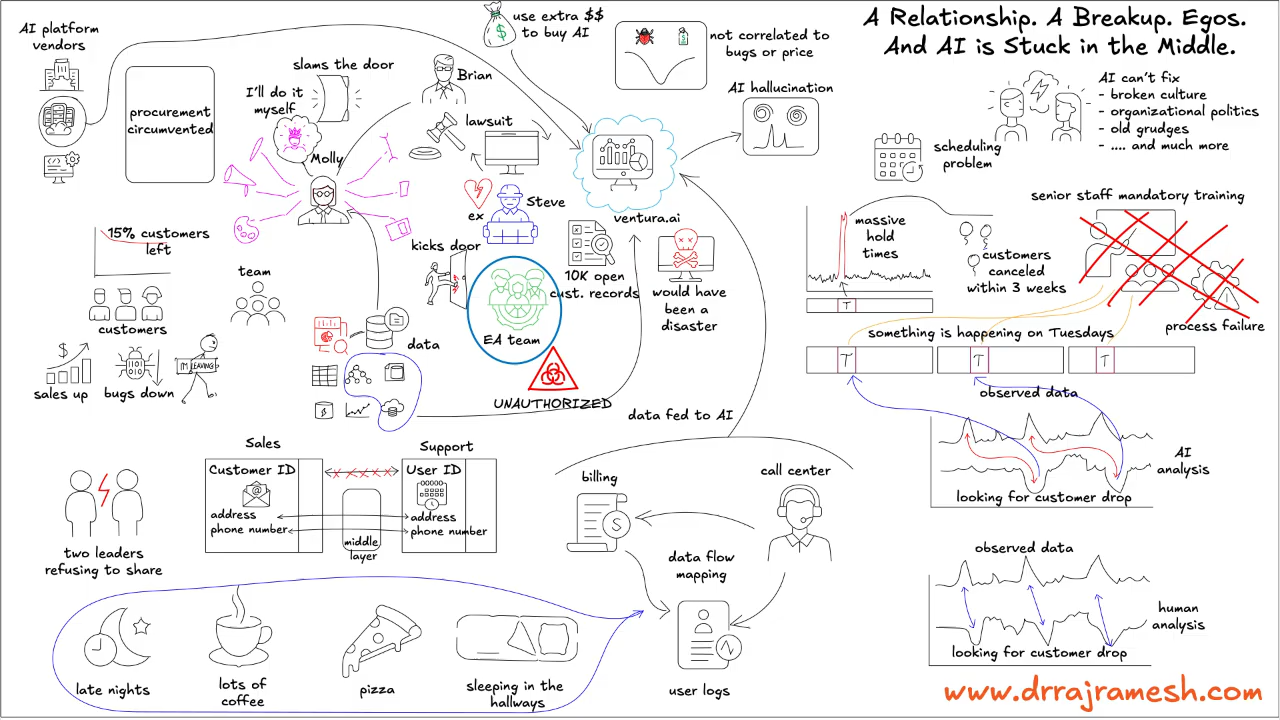 A Relationship. A Breakup. Egos.
And AI is Stuck in the Middle.
AI platform
vendors
procurement
circumvented
slams the door
I'll do it
myself
Molly
Brian
lawsuit
use extra $$
to buy AI
$
not correlated to
bugs or price
AI hallucination
ventura.ai
ex
Steve
kicks door
10K open
cust. records
would have
been a
disaster
EA team
UNAUTHORIZED
data
data fed to AI
15% customers
left
customers
team
$
sales up
bugs down
I'M LEAVING
two leaders
refusing to share
Sales
Support
Customer ID
User ID
address
phone number
address
phone number
middle
layer
billing
$
call center
data flow
mapping
user logs
late nights
lots of
coffee
pizza
sleeping in the
hallways
AI can't fix
- broken culture
- organizational politics
- old grudges
- .... and much more
scheduling
problem
senior staff mandatory training
massive
hold
times
customers
canceled
within 3 weeks
T
process failure
something is happening on Tuesdays
T
T
T
observed data
AI
analysis
looking for customer drop
observed data
human
analysis
looking for customer drop
www.drrajramesh.com